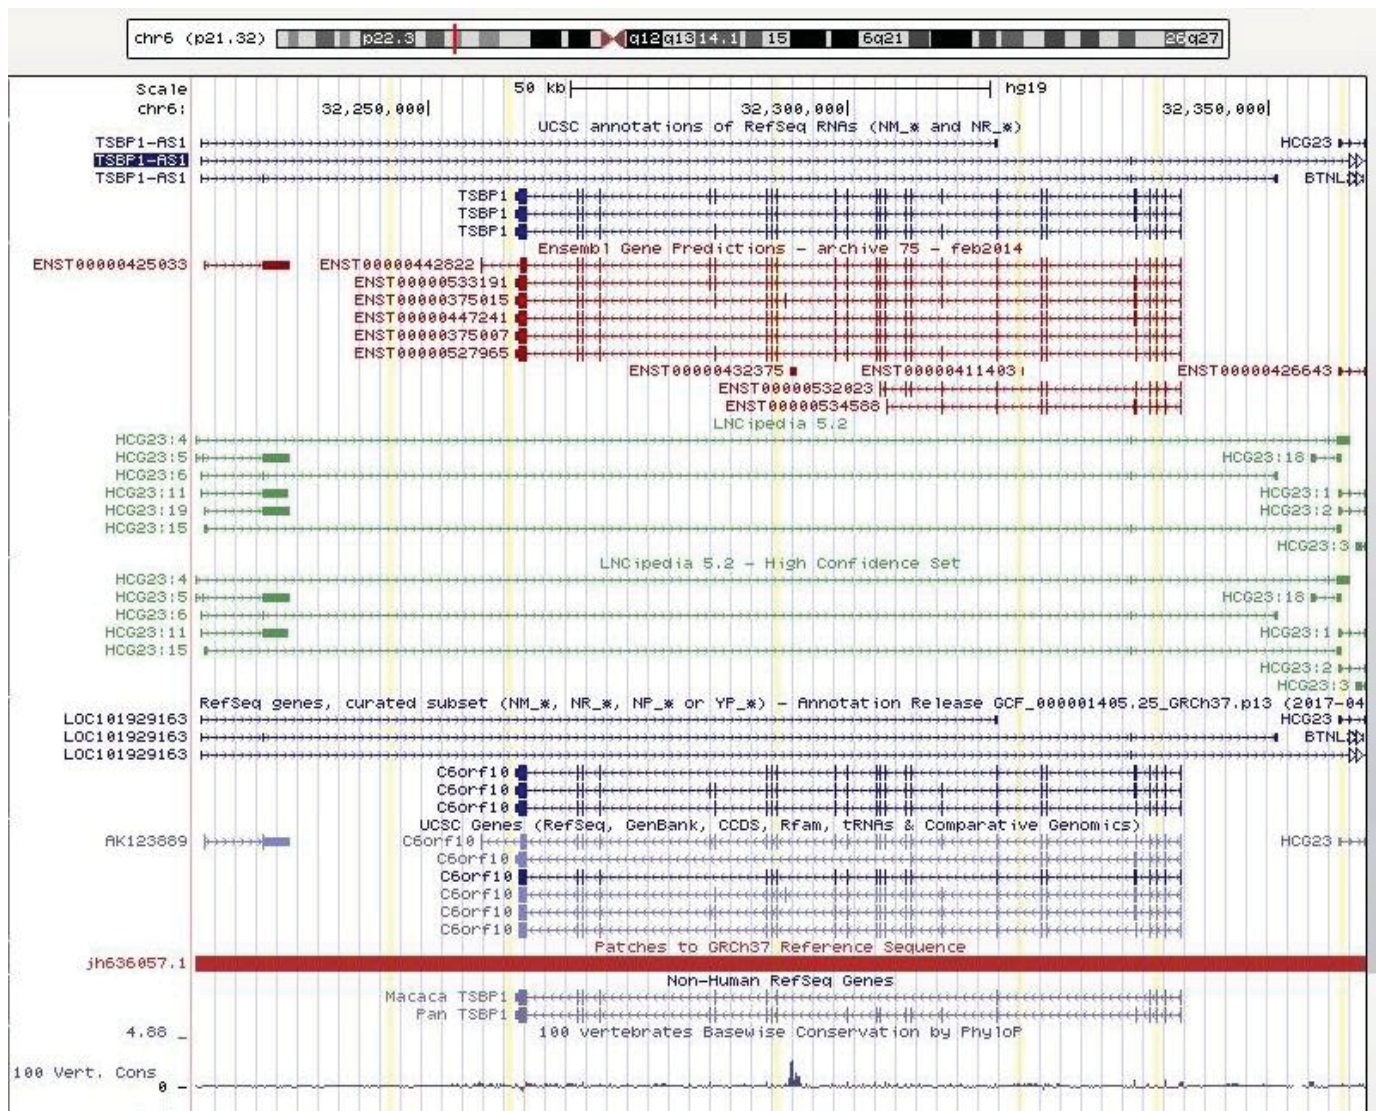 chr6 (p21.32) p22.3 q12 q13 14.1 15 6q21 26 q27
Scale 50 kb hg19
chr6: 32,250,000 32,300,000 32,350,000
UCSC annotations of RefSeq RNAs (NM_* and NR_*)
TSBP1-AS1 HCG23
TSBP1-AS1
TSBP1-AS1 BTNL
TSBP1
TSBP1
TSBP1
Ensembl Gene Predictions - archive 75 - feb2014
ENST00000425033 ENST00000442822
ENST00000533191
ENST00000375015
ENST00000447241
ENST00000375007
ENST00000527965
ENST00000432375 ENST00000411403 ENST00000426643
ENST00000532023
ENST00000534588
LNCipedia 5.2
HCG23:4
HCG23:5 HCG23:18
HCG23:6
HCG23:11 HCG23:1
HCG23:19 HCG23:2
HCG23:15
HCG23:3
LNCipedia 5.2 - High Confidence Set
HCG23:4
HCG23:5 HCG23:18
HCG23:6
HCG23:11 HCG23:1
HCG23:15
HCG23:2
HCG23:3
RefSeq genes, curated subset (NM_*, NR_*, NP_* or YP_*) - Annotation Release GCF_000001405.25_GRCh37.p13 (2017-04
LOC101929163 HCG23
LOC101929163 BTNL
LOC101929163
C6orf10
C6orf10
C6orf10
UCSC Genes (RefSeq, GenBank, CCDS, Rfam, tRNAs & Comparative Genomics)
AK123889 C6orf10 HCG23
C6orf10
C6orf10
C6orf10
C6orf10
C6orf10
Patches to GRCh37 Reference Sequence
jh636057.1
Non-Human RefSeq Genes
Macaca TSBP1
Pan TSBP1
4.88 _ 100 vertebrates Basewise Conservation by PhyloP
100 Vert. Cons
0 -